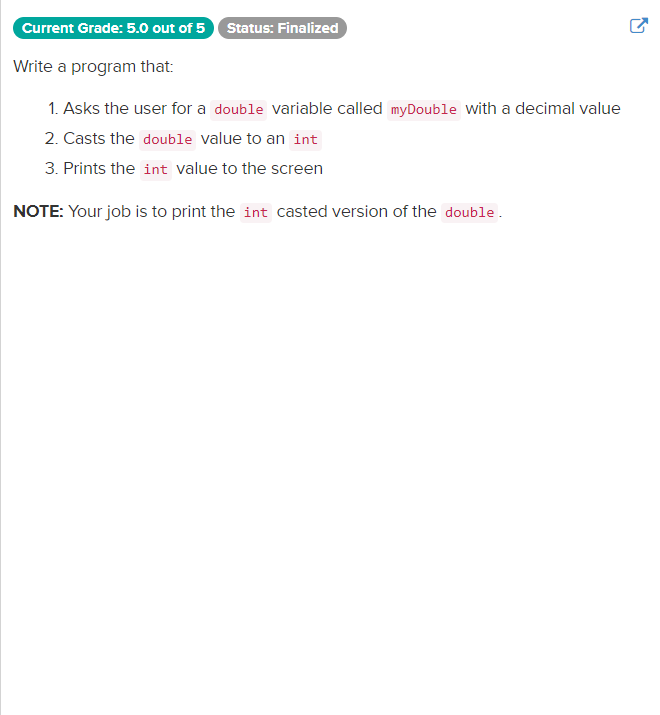 Current Grade: 5.0 out of 5 Status: Finalized
Write a program that:
1. Asks the user for a double variable called myDouble with a decimal value
2. Casts the double value to an int
3. Prints the int value to the screen
NOTE: Your job is to print the int casted version of the double.